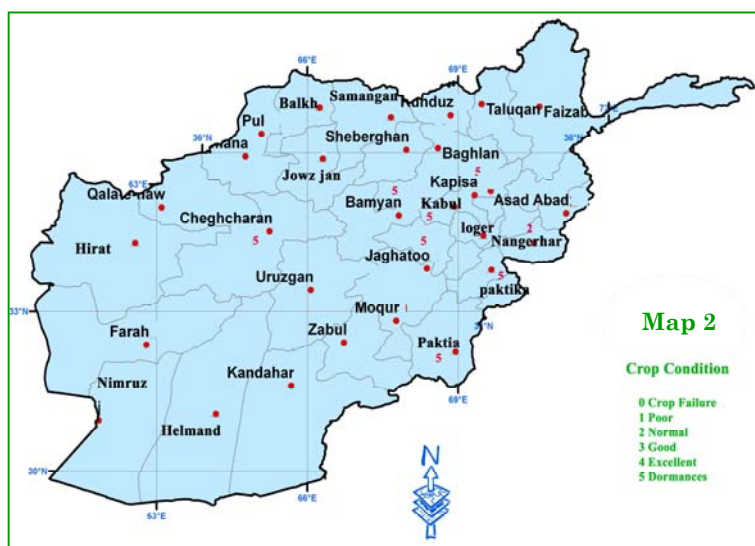 66°E
69°E
Samangan
Kunduz
Balkh
Taluqan
Faizab
72°E
Pul
36°N
Sheberghan
36°N
Baghlan
Jowz jan
5
63°E
Kapisa
5
Asad Abad
Bamyan
Kabul
5
Cheghcharan
loger
2
5
5
Nangerhar
Hirat
Jaghatoo
5
Uruzgan
paktika
33°N
Moqur
Map 2
Farah
Zabul
Paktia
5
Kandahar
69°E
Nimruz
Helmand
N
30°N
63°E
66°E
Crop Condition
0 Crop Failure
1 Poor
2 Normal
3 Good
4 Excellent
5 Dormances